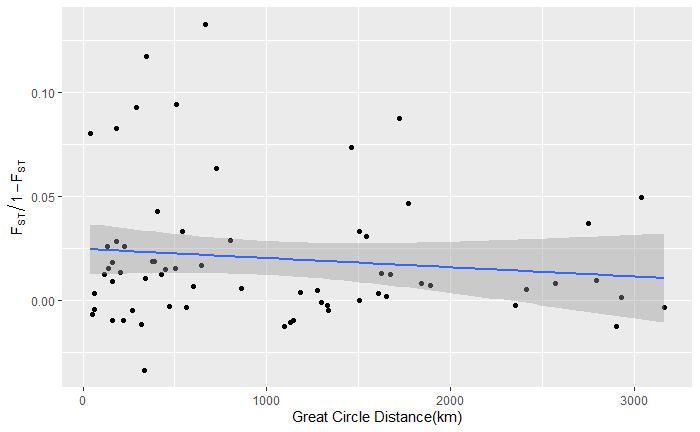 0.10
0.05
0.00
F_ST / 1 − F_ST
0 1000 2000 3000
Great Circle Distance(km)